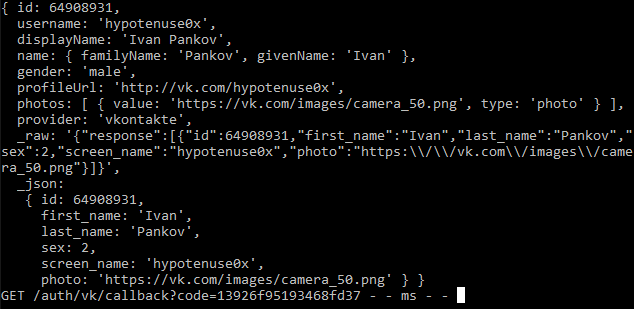 { id: 64908931,
  username: 'hypotenuse0x',
  displayName: 'Ivan Pankov',
  name: { familyName: 'Pankov', givenName: 'Ivan' },
  gender: 'male',
  profileUrl: 'http://vk.com/hypotenuse0x',
  photos: [ { value: 'https://vk.com/images/camera_50.png', type: 'photo' } ],
  provider: 'vkontakte',
  _raw: '{"response":[{"id":64908931,"first_name":"Ivan","last_name":"Pankov","
sex":2,"screen_name":"hypotenuse0x","photo":"https:\\/\\/vk.com\\/images\\/came
ra_50.png"}]}',
  _json:
   { id: 64908931,
     first_name: 'Ivan',
     last_name: 'Pankov',
     sex: 2,
     screen_name: 'hypotenuse0x',
     photo: 'https://vk.com/images/camera_50.png' } }
GET /auth/vk/callback?code=13926f95193468fd37 - - ms - -